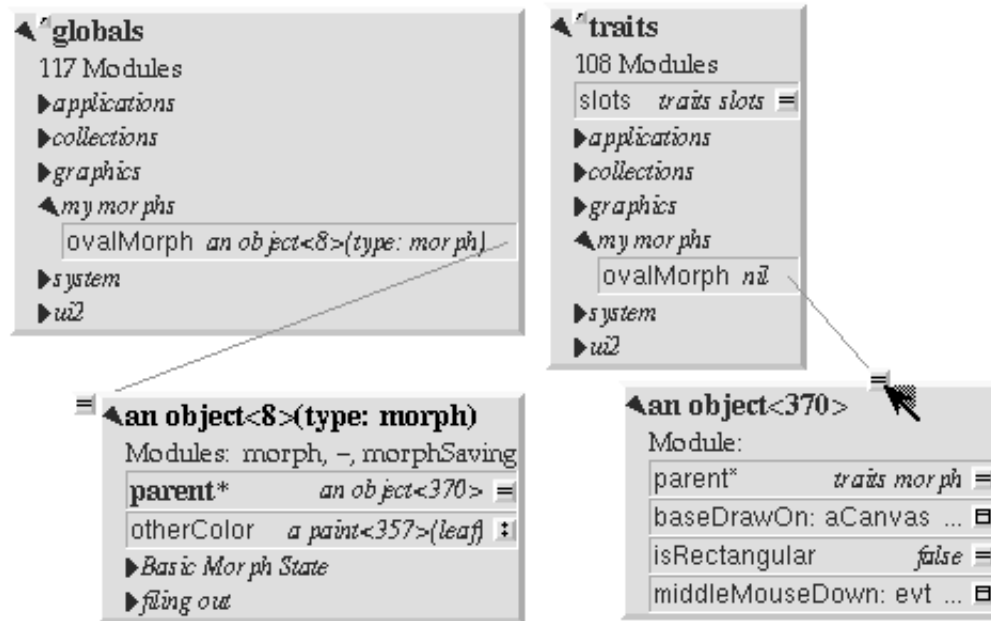 globals
117 Modules
applications
collections
graphics
my morphs
ovalMorph an object<8>(type: morph)
system
ui2
traits
108 Modules
slots traits slots =
applications
collections
graphics
my morphs
ovalMorph nil
system
ui2
an object<8>(type: morph)
Modules: morph, –, morphSaving
parent* an object<370> =
otherColor a paint<357>(leaf)
Basic Morph State
filing out
an object<370>
Module:
parent* traits morph =
baseDrawOn: aCanvas ...
isRectangular false =
middleMouseDown: evt ...